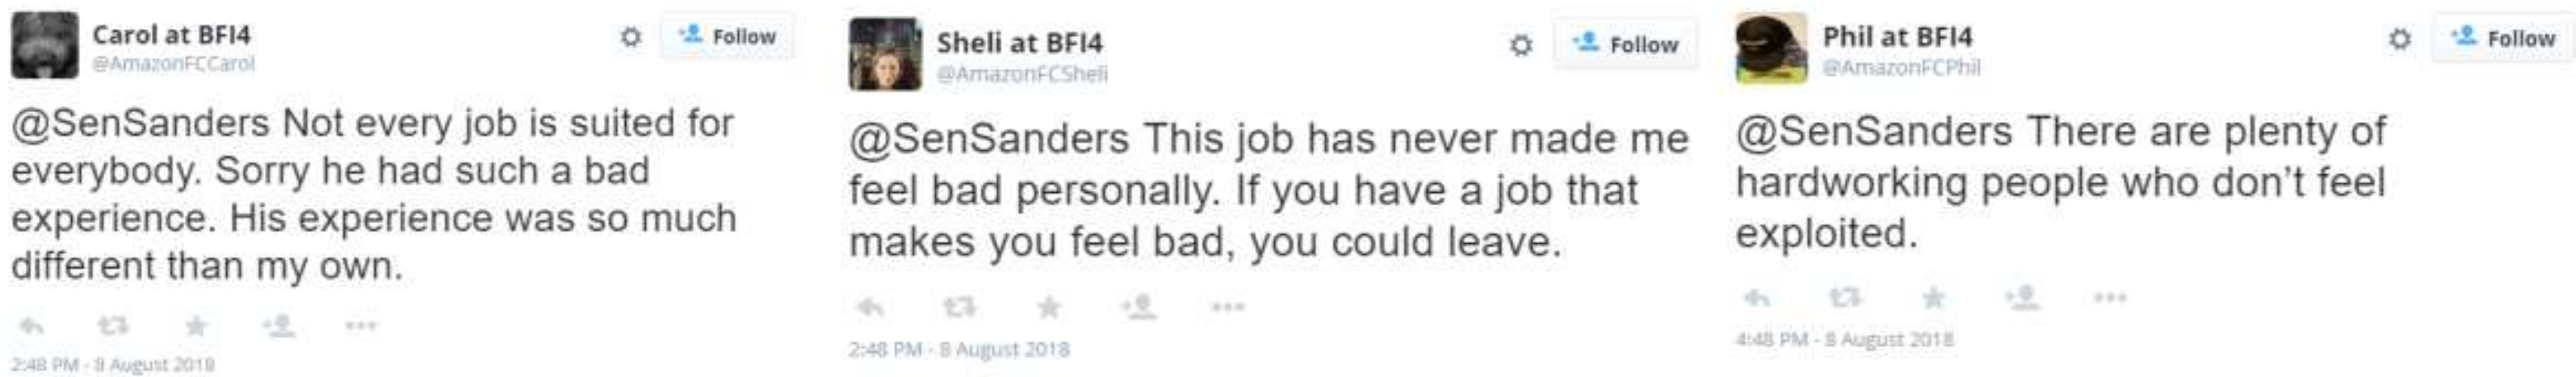 Carol at BFI4
@AmazonFCCarol
Follow
@SenSanders Not every job is suited for
everybody. Sorry he had such a bad
experience. His experience was so much
different than my own.
2:48 PM - 8 August 2018
Sheli at BFI4
@AmazonFCSheli
Follow
@SenSanders This job has never made me
feel bad personally. If you have a job that
makes you feel bad, you could leave.
2:48 PM - 8 August 2018
Phil at BFI4
@AmazonFCPhil
Follow
@SenSanders There are plenty of
hardworking people who don’t feel
exploited.
4:48 PM - 8 August 2018